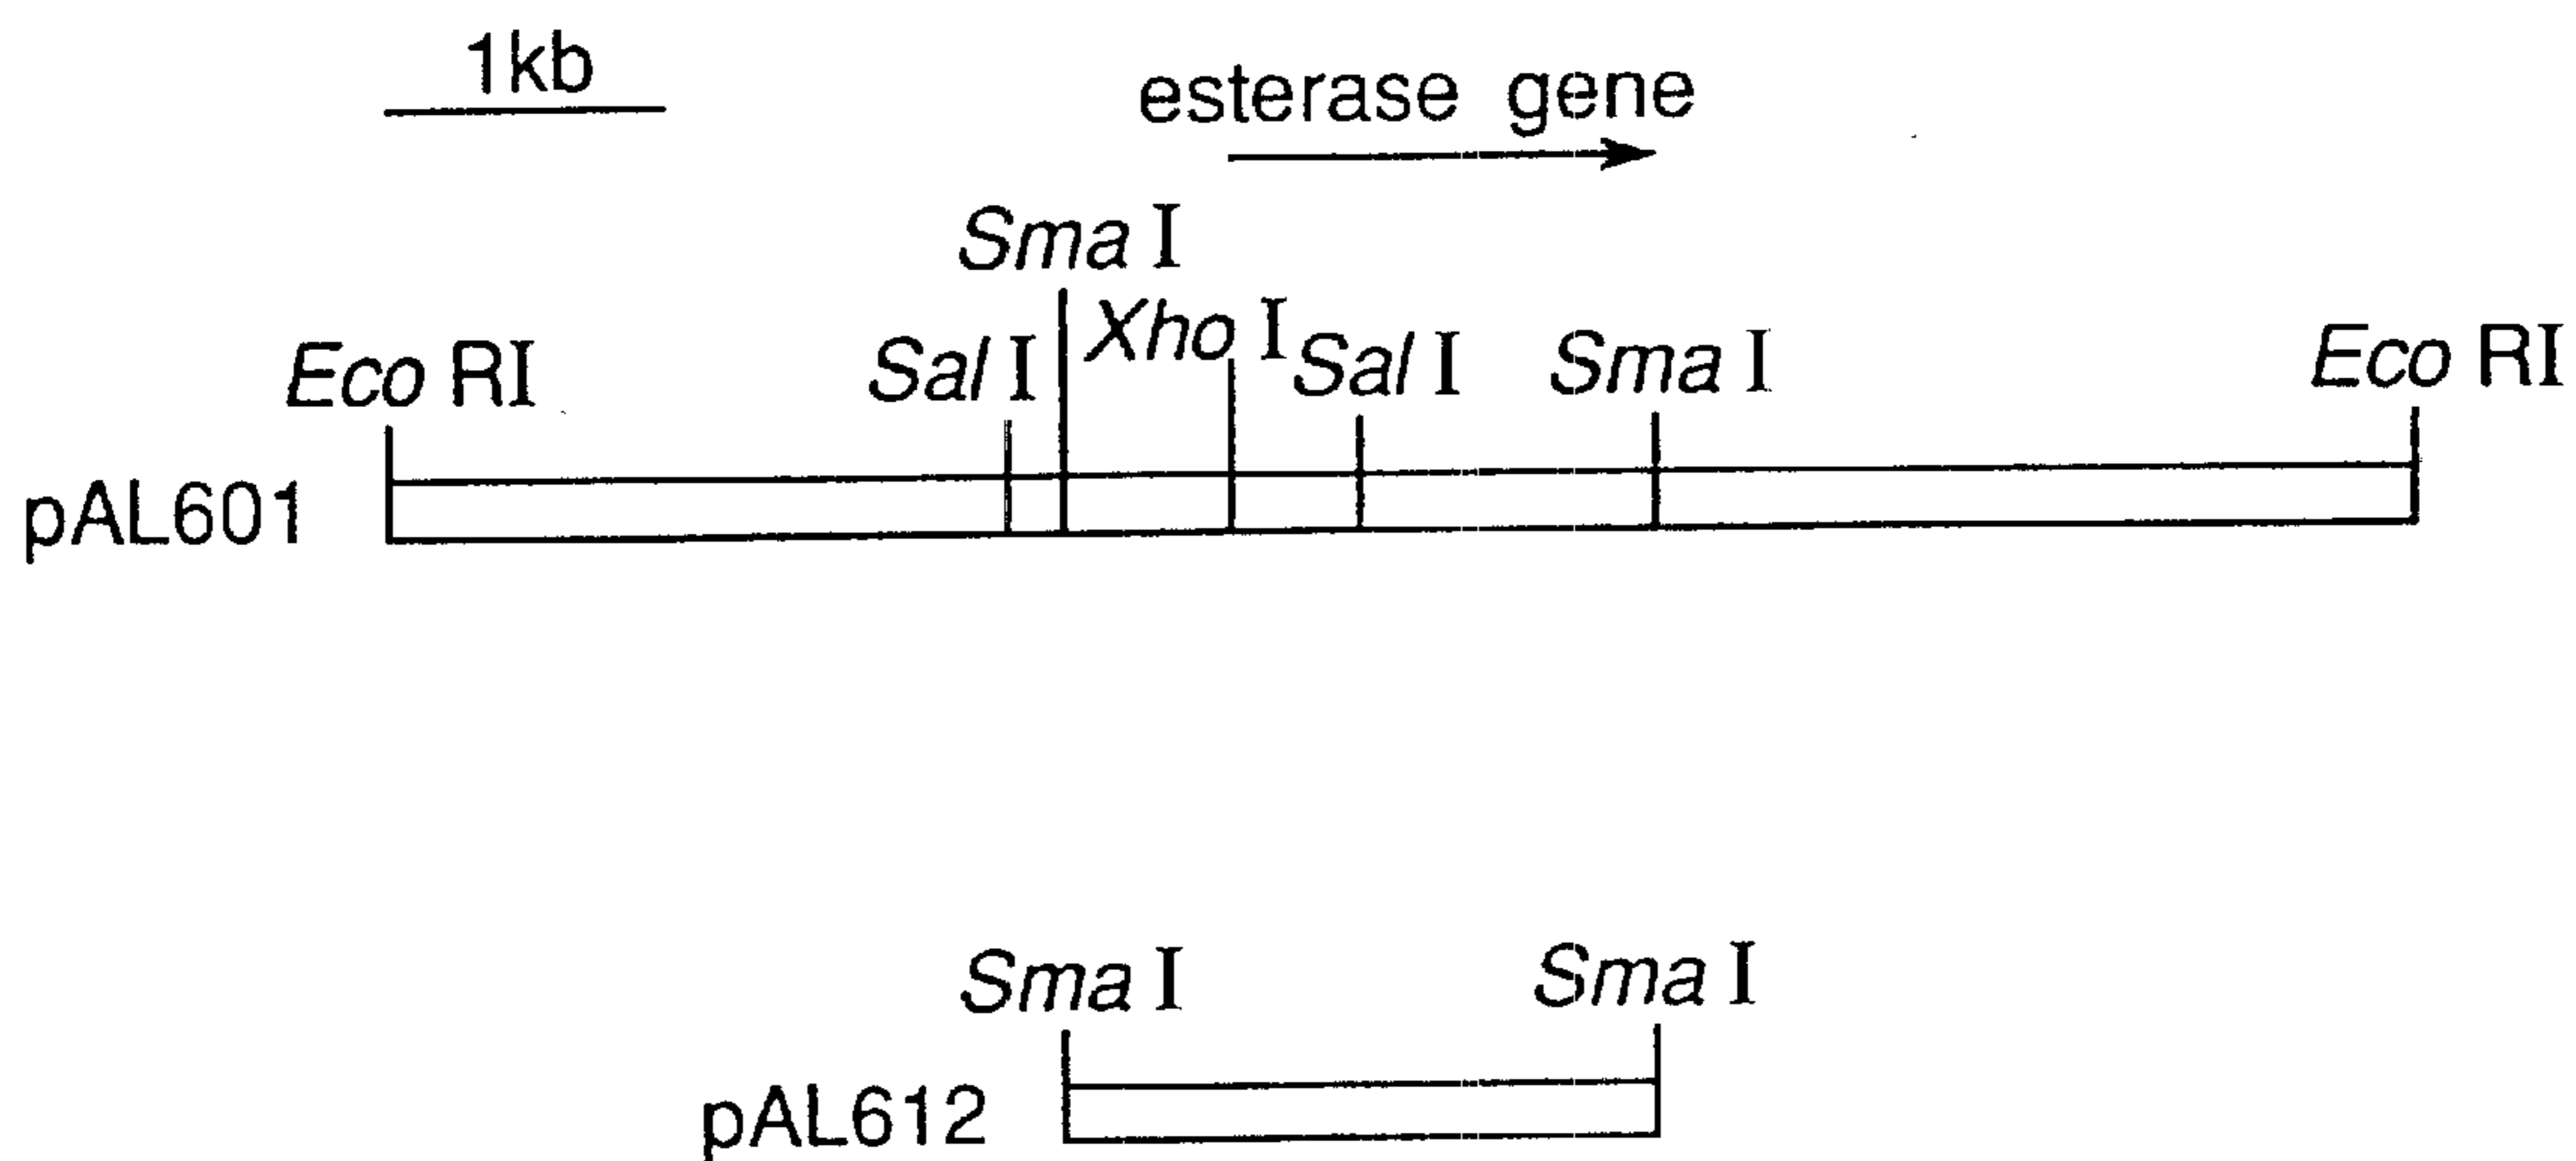 1kb
esterase gene
Sma I
Xho I
Eco RI
Sal I
Sal I
Sma I
Eco RI
pAL601
Sma I
Sma I
pAL612